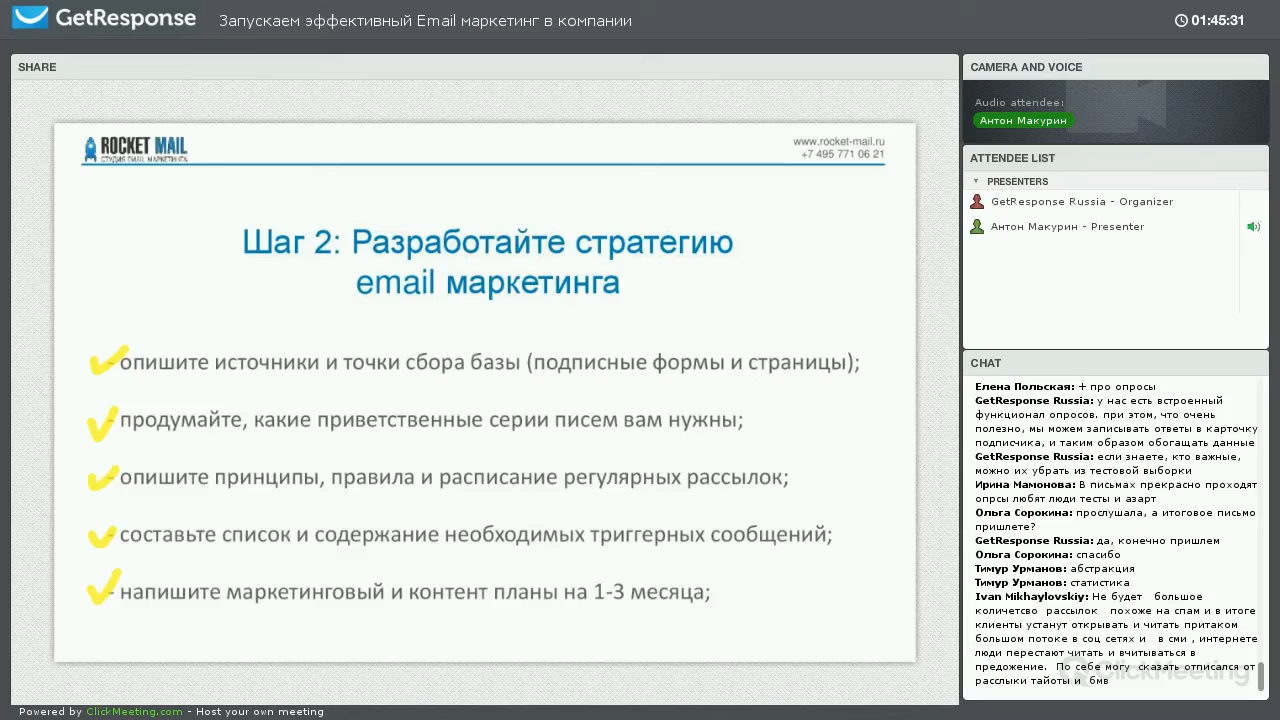 GetResponse
Запускаем эффективный Email маркетинг в компании
01:45:31
SHARE
ROCKET MAIL
СТУДИЯ EMAIL МАРКЕТИНГА
www.rocket-mail.ru
+7 495 771 06 21
Шаг 2: Разработайте стратегию
email маркетинга
- опишите источники и точки сбора базы (подписные формы и страницы);
- продумайте, какие приветственные серии писем вам нужны;
- опишите принципы, правила и расписание регулярных рассылок;
- составьте список и содержание необходимых триггерных сообщений;
- напишите маркетинговый и контент планы на 1-3 месяца;
CAMERA AND VOICE
Audio attendee:
Антон Макурин
ATTENDEE LIST
PRESENTERS
GetResponse Russia - Organizer
Антон Макурин - Presenter
CHAT
Елена Польская: + про опросы
GetResponse Russia: у нас есть встроенный
функционал опросов. при этом, что очень
полезно, мы можем записывать ответы в карточку
подписчика, и таким образом обогащать данные
GetResponse Russia: если знаете, кто важные,
можно их убрать из тестовой выборки
Ирина Мамонова: В письмах прекрасно проходят
опрсы любят люди тесты и азарт
Ольга Сорокина: прослушала, а итоговое письмо
пришлете?
GetResponse Russia: да, конечно пришлем
Ольга Сорокина: спасибо
Тимур Урманов: абстракция
Тимур Урманов: статистика
Ivan Mikhaylovskiy: Не будет большое
количетсво рассылок похоже на спам и в итоге
клиенты устанут открывать и читать притаком
большом потоке в соц сетях и в сми , интернете
люди перестают читать и вчитываться в
предожение. По себе могу сказать отписался от
расслыки тайоты и бмв
ClickMeeting
Powered by ClickMeeting.com - Host your own meeting